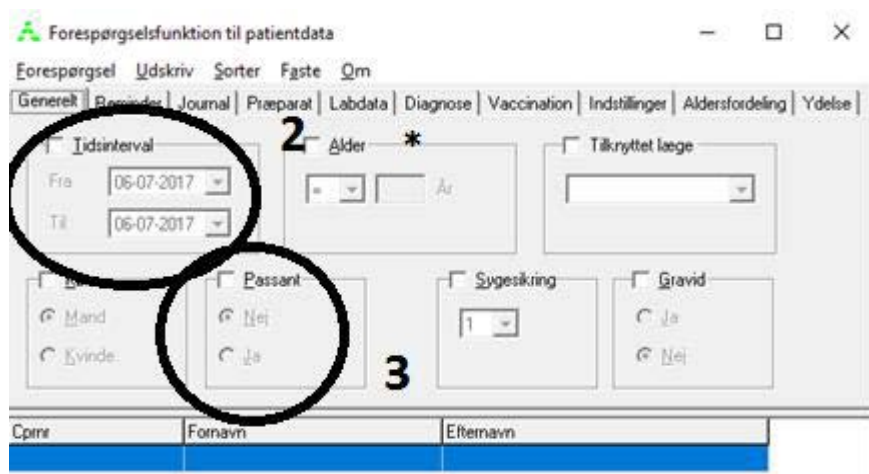 Forespørgselsfunktion til patientdata
Forespørgsel Udskriv Sorter Faste Om
Generelt Reminder Journal Præparat Labdata Diagnose Vaccination Indstillinger Aldersfordeling Ydelse
Tidsinterval 2 Alder * Tilknyttet læge
Fra 06-07-2017 = År
Til 06-07-2017
Passant Sygesikring Gravid
Mand Nej 1 Ja
Kvinde Ja 3 Nej
Cprnr Fornavn Efternavn